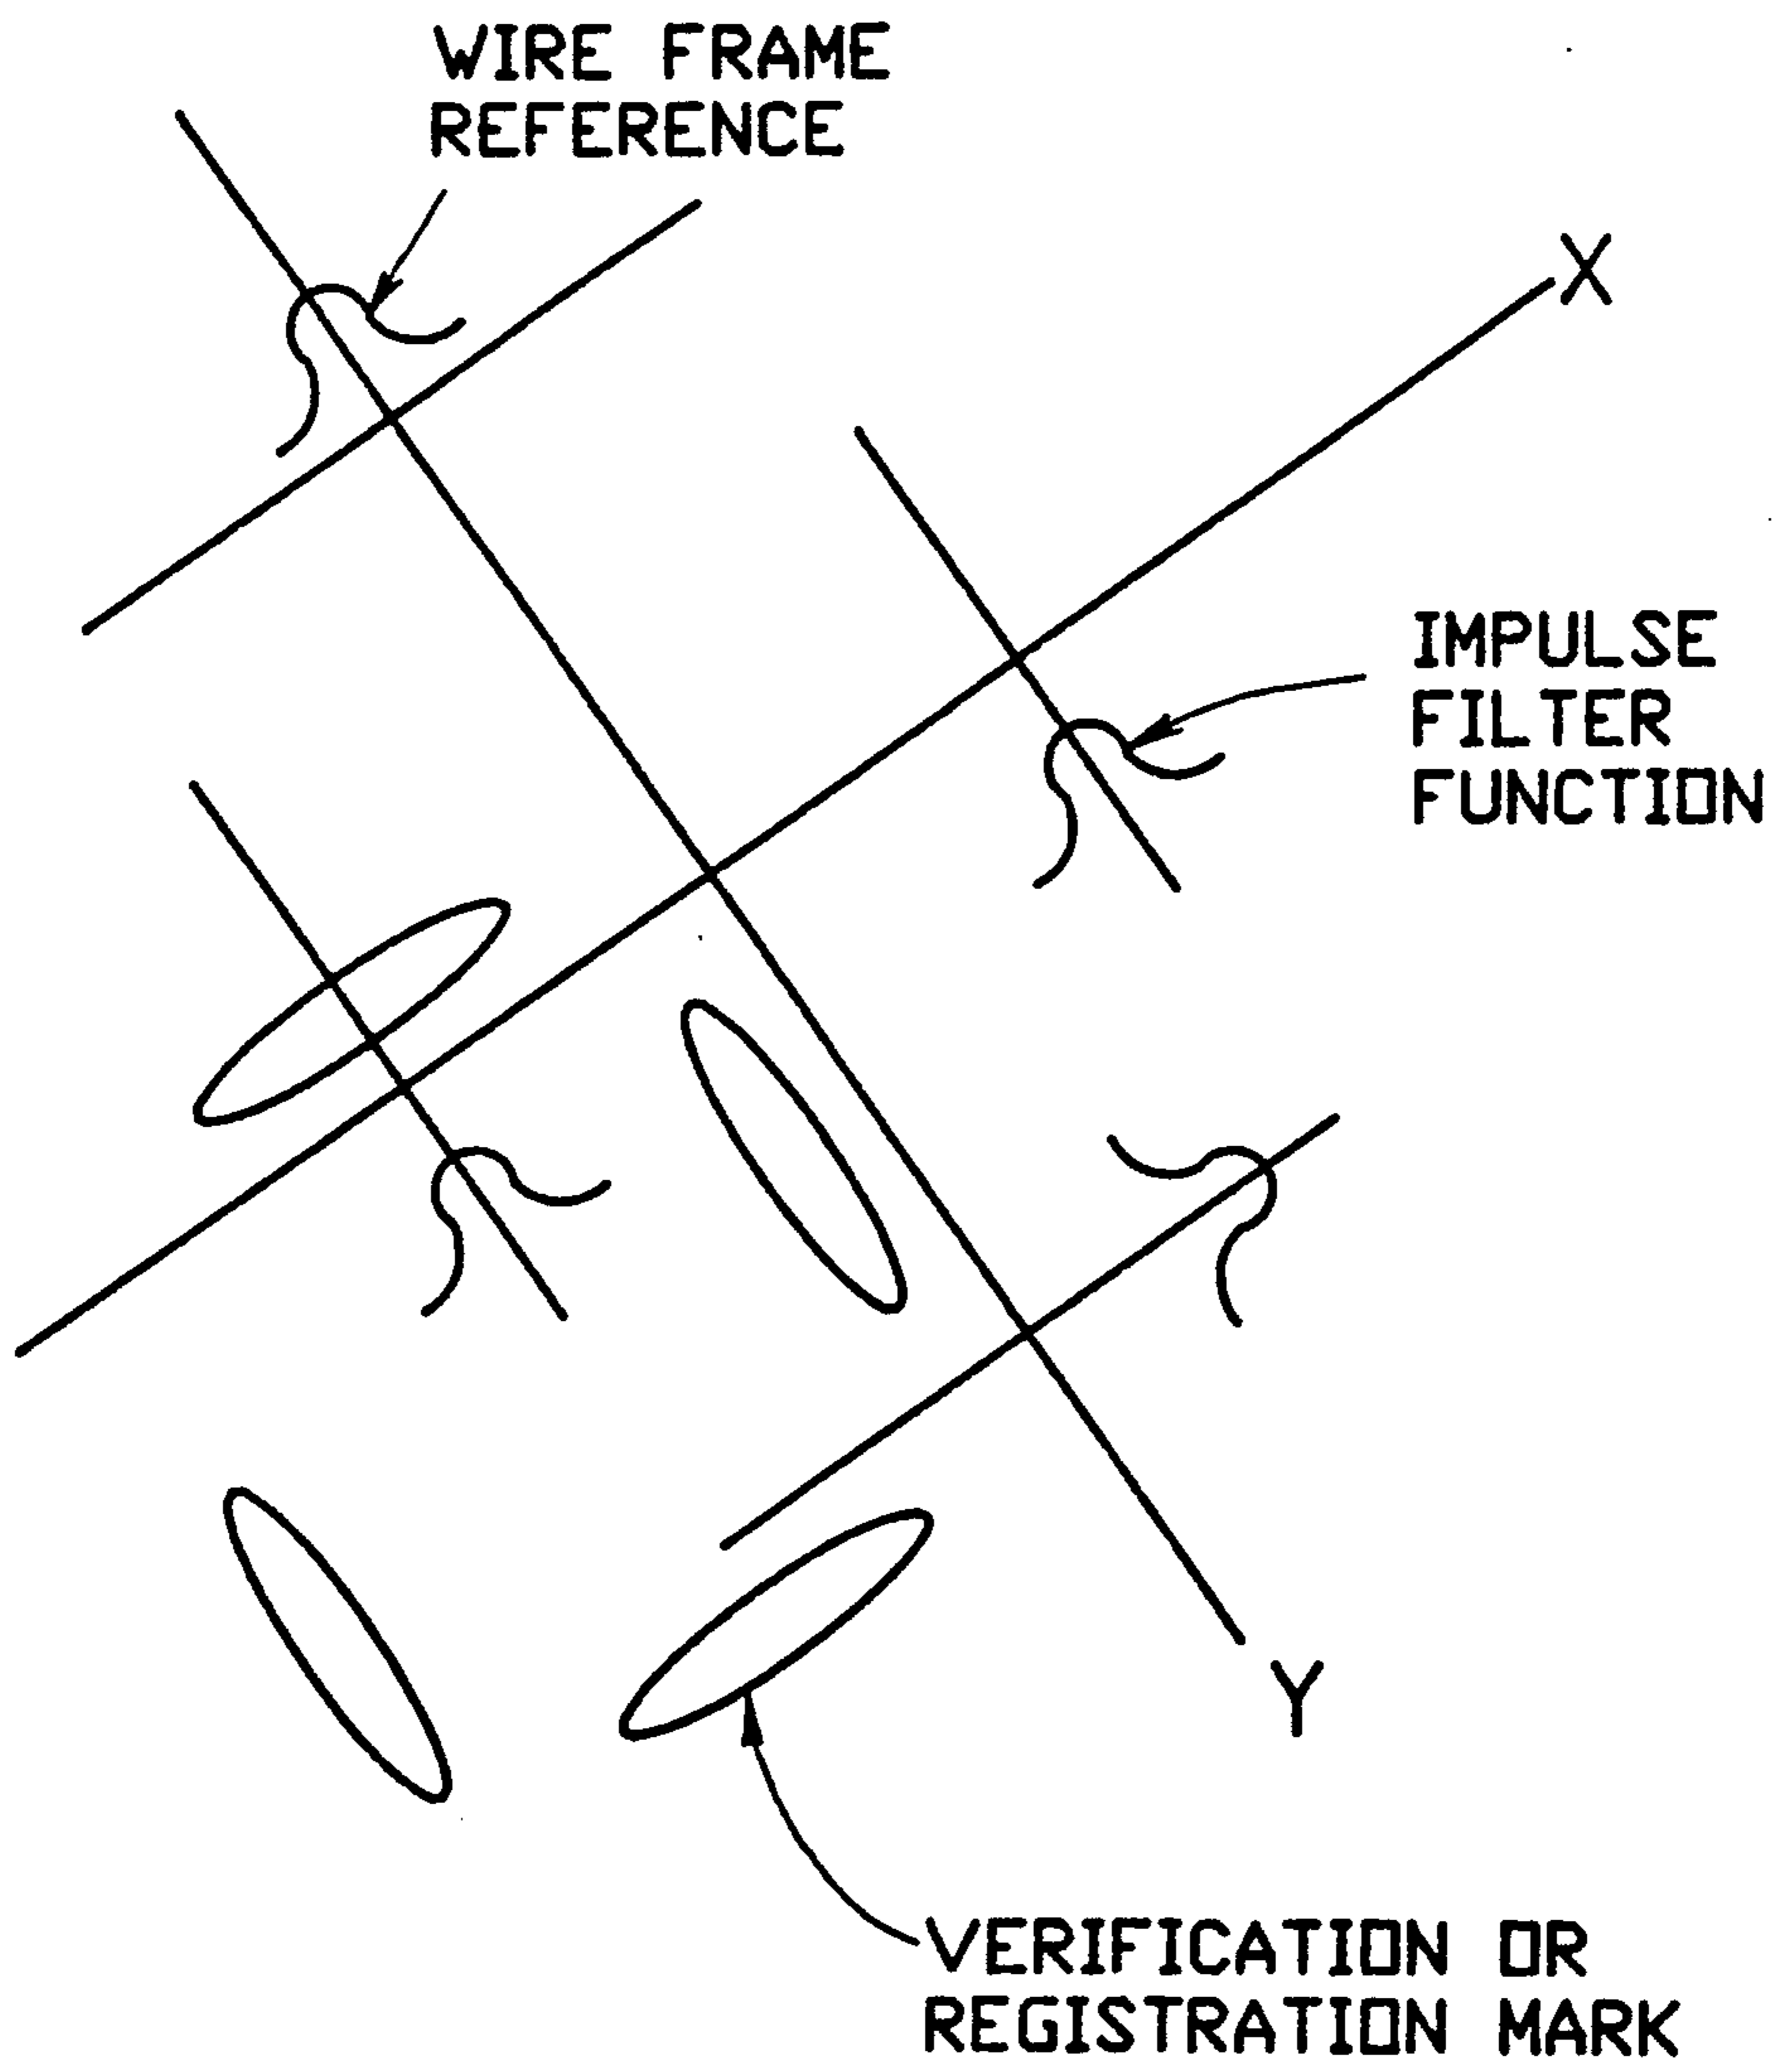 WIRE FRAME
REFERENCE
X
IMPULSE
FILTER
FUNCTION
Y
VERIFICATION OR
REGISTRATION MARK